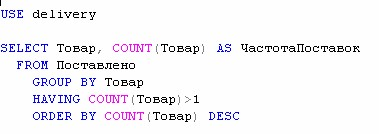 USE delivery
SELECT Товар, COUNT(Товар) AS ЧастотаПоставок
FROM Поставлено
GROUP BY Товар
HAVING COUNT(Товар)>1
ORDER BY COUNT(Товар) DESC